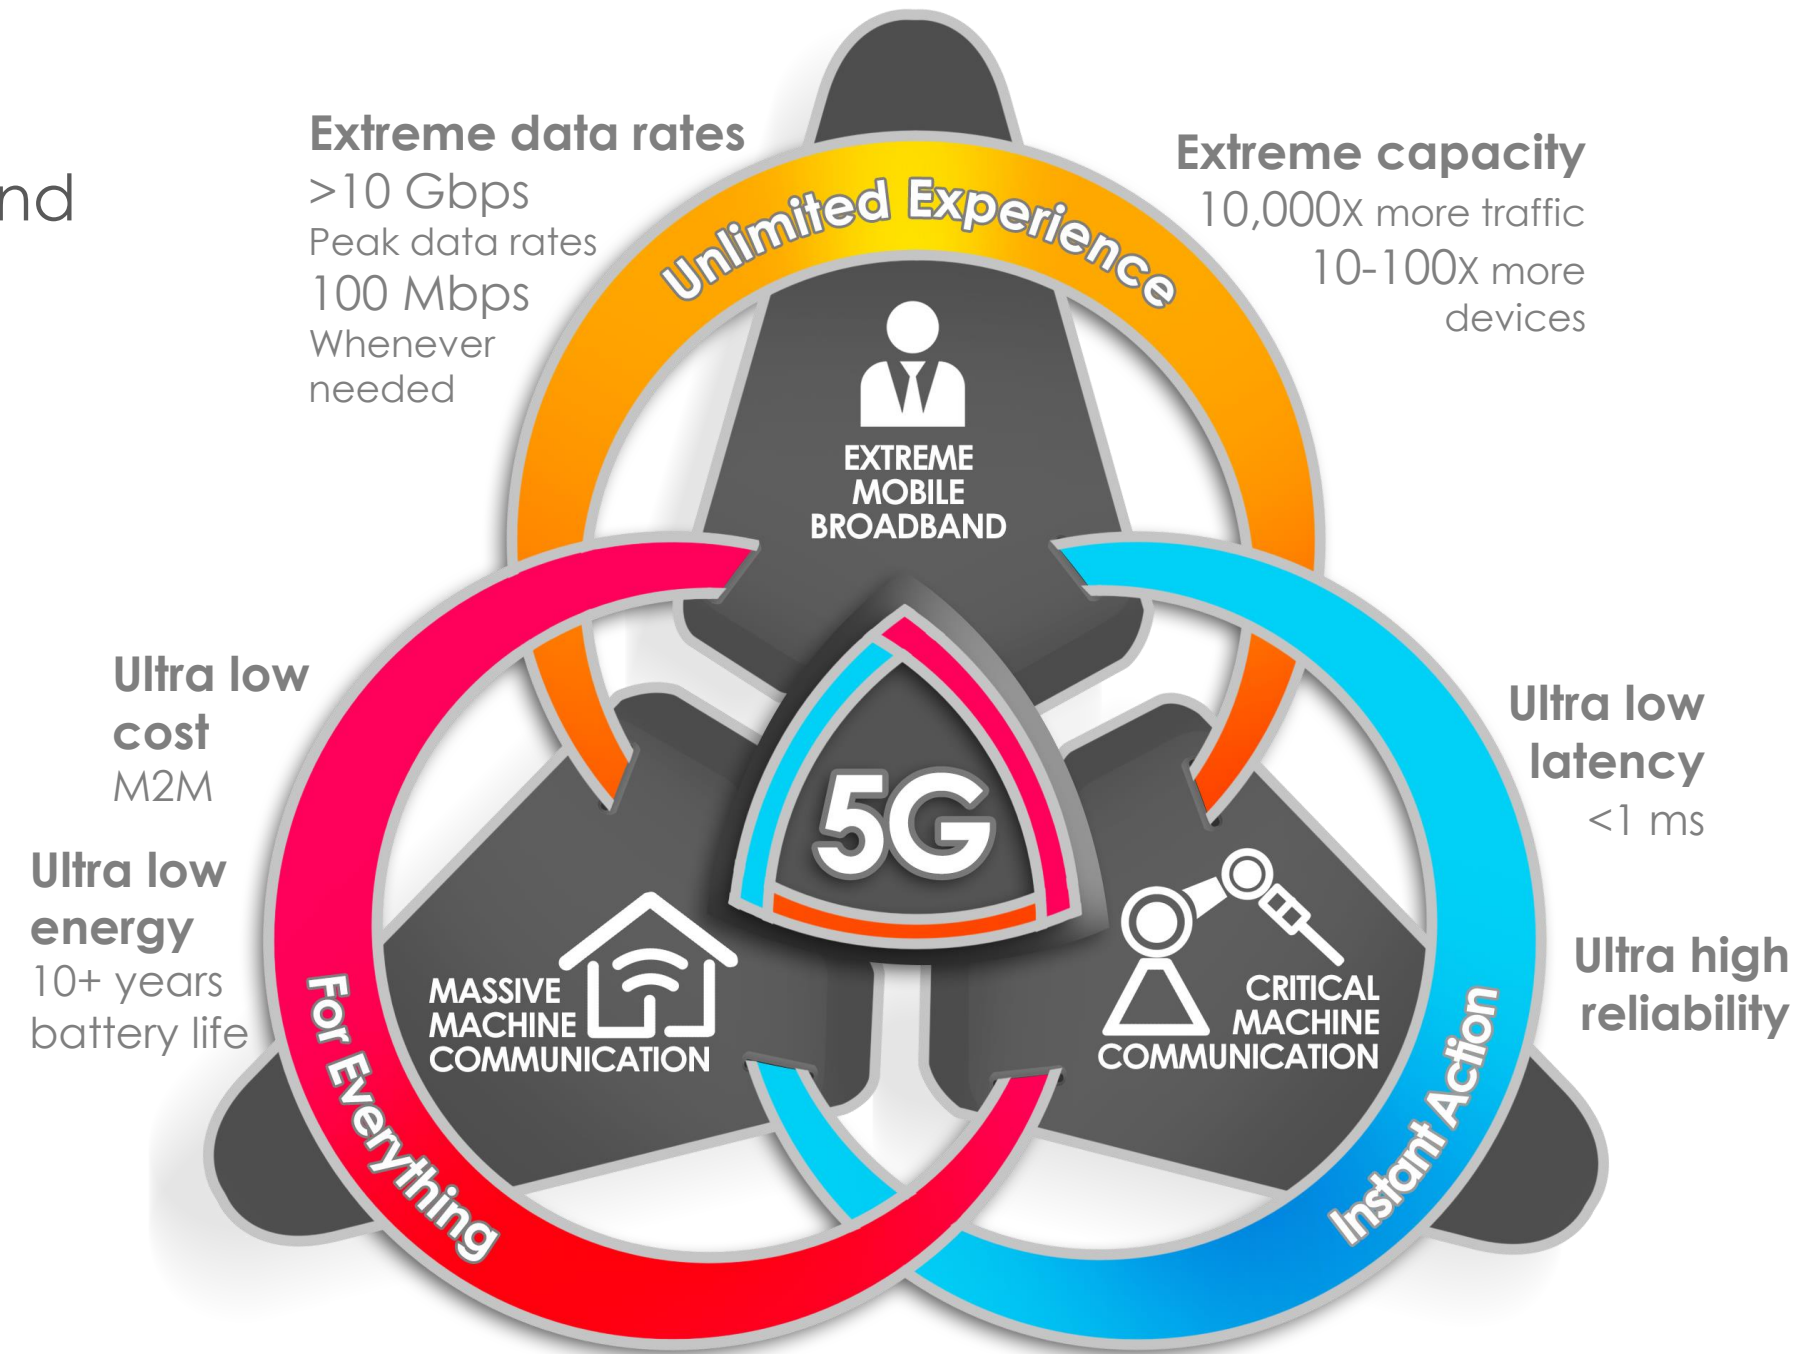 nd
Extreme data rates
>10 Gbps
Peak data rates
100 Mbps
Whenever
needed
Extreme capacity
10,000X more traffic
10-100X more
devices
Unlimited Experience
EXTREME
MOBILE
BROADBAND
Ultra low
cost
M2M
Ultra low
energy
10+ years
battery life
5G
Ultra low
latency
<1 ms
Ultra high
reliability
MASSIVE
MACHINE
COMMUNICATION
CRITICAL
MACHINE
COMMUNICATION
For Everything
Instant Action